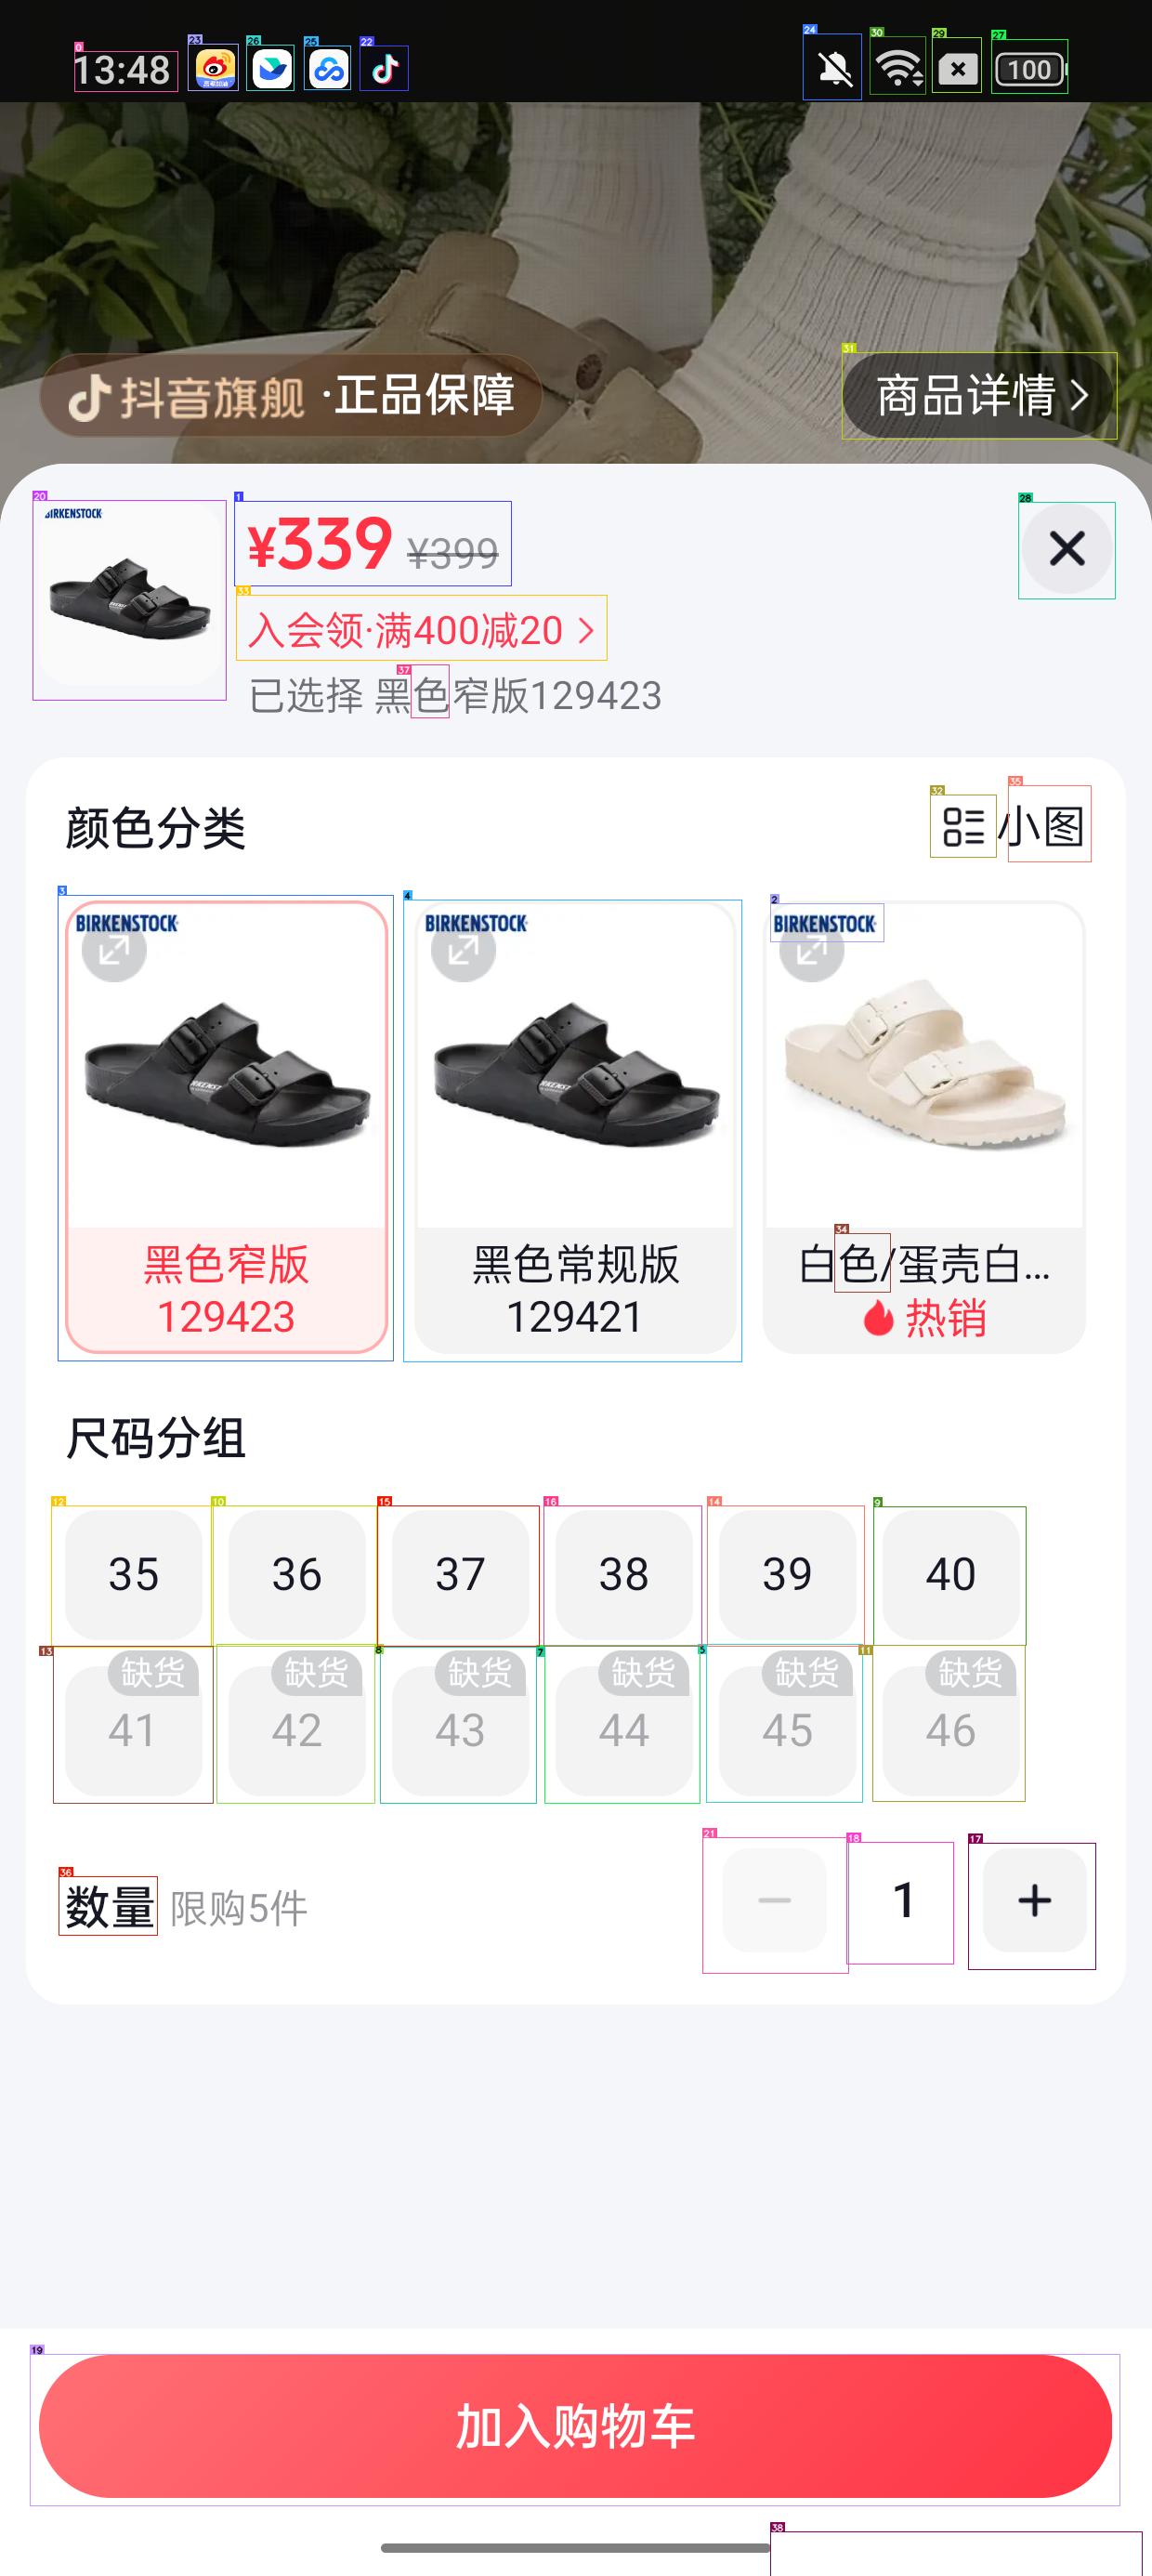 13:48
100
抖音旗舰 ·正品保障
商品详情
BIRKENSTOCK
¥339 ¥399
入会领·满400减20
已选择 黑色窄版129423
颜色分类
小图
BIRKENSTOCK
BIRKENSTOCK
BIRKENSTOCK
黑色窄版
129423
黑色常规版
129421
白色/蛋壳白...
热销
尺码分组
35 36 37 38 39 40
缺货 缺货 缺货 缺货 缺货 缺货
41 42 43 44 45 46
数量 限购5件
1
加入购物车